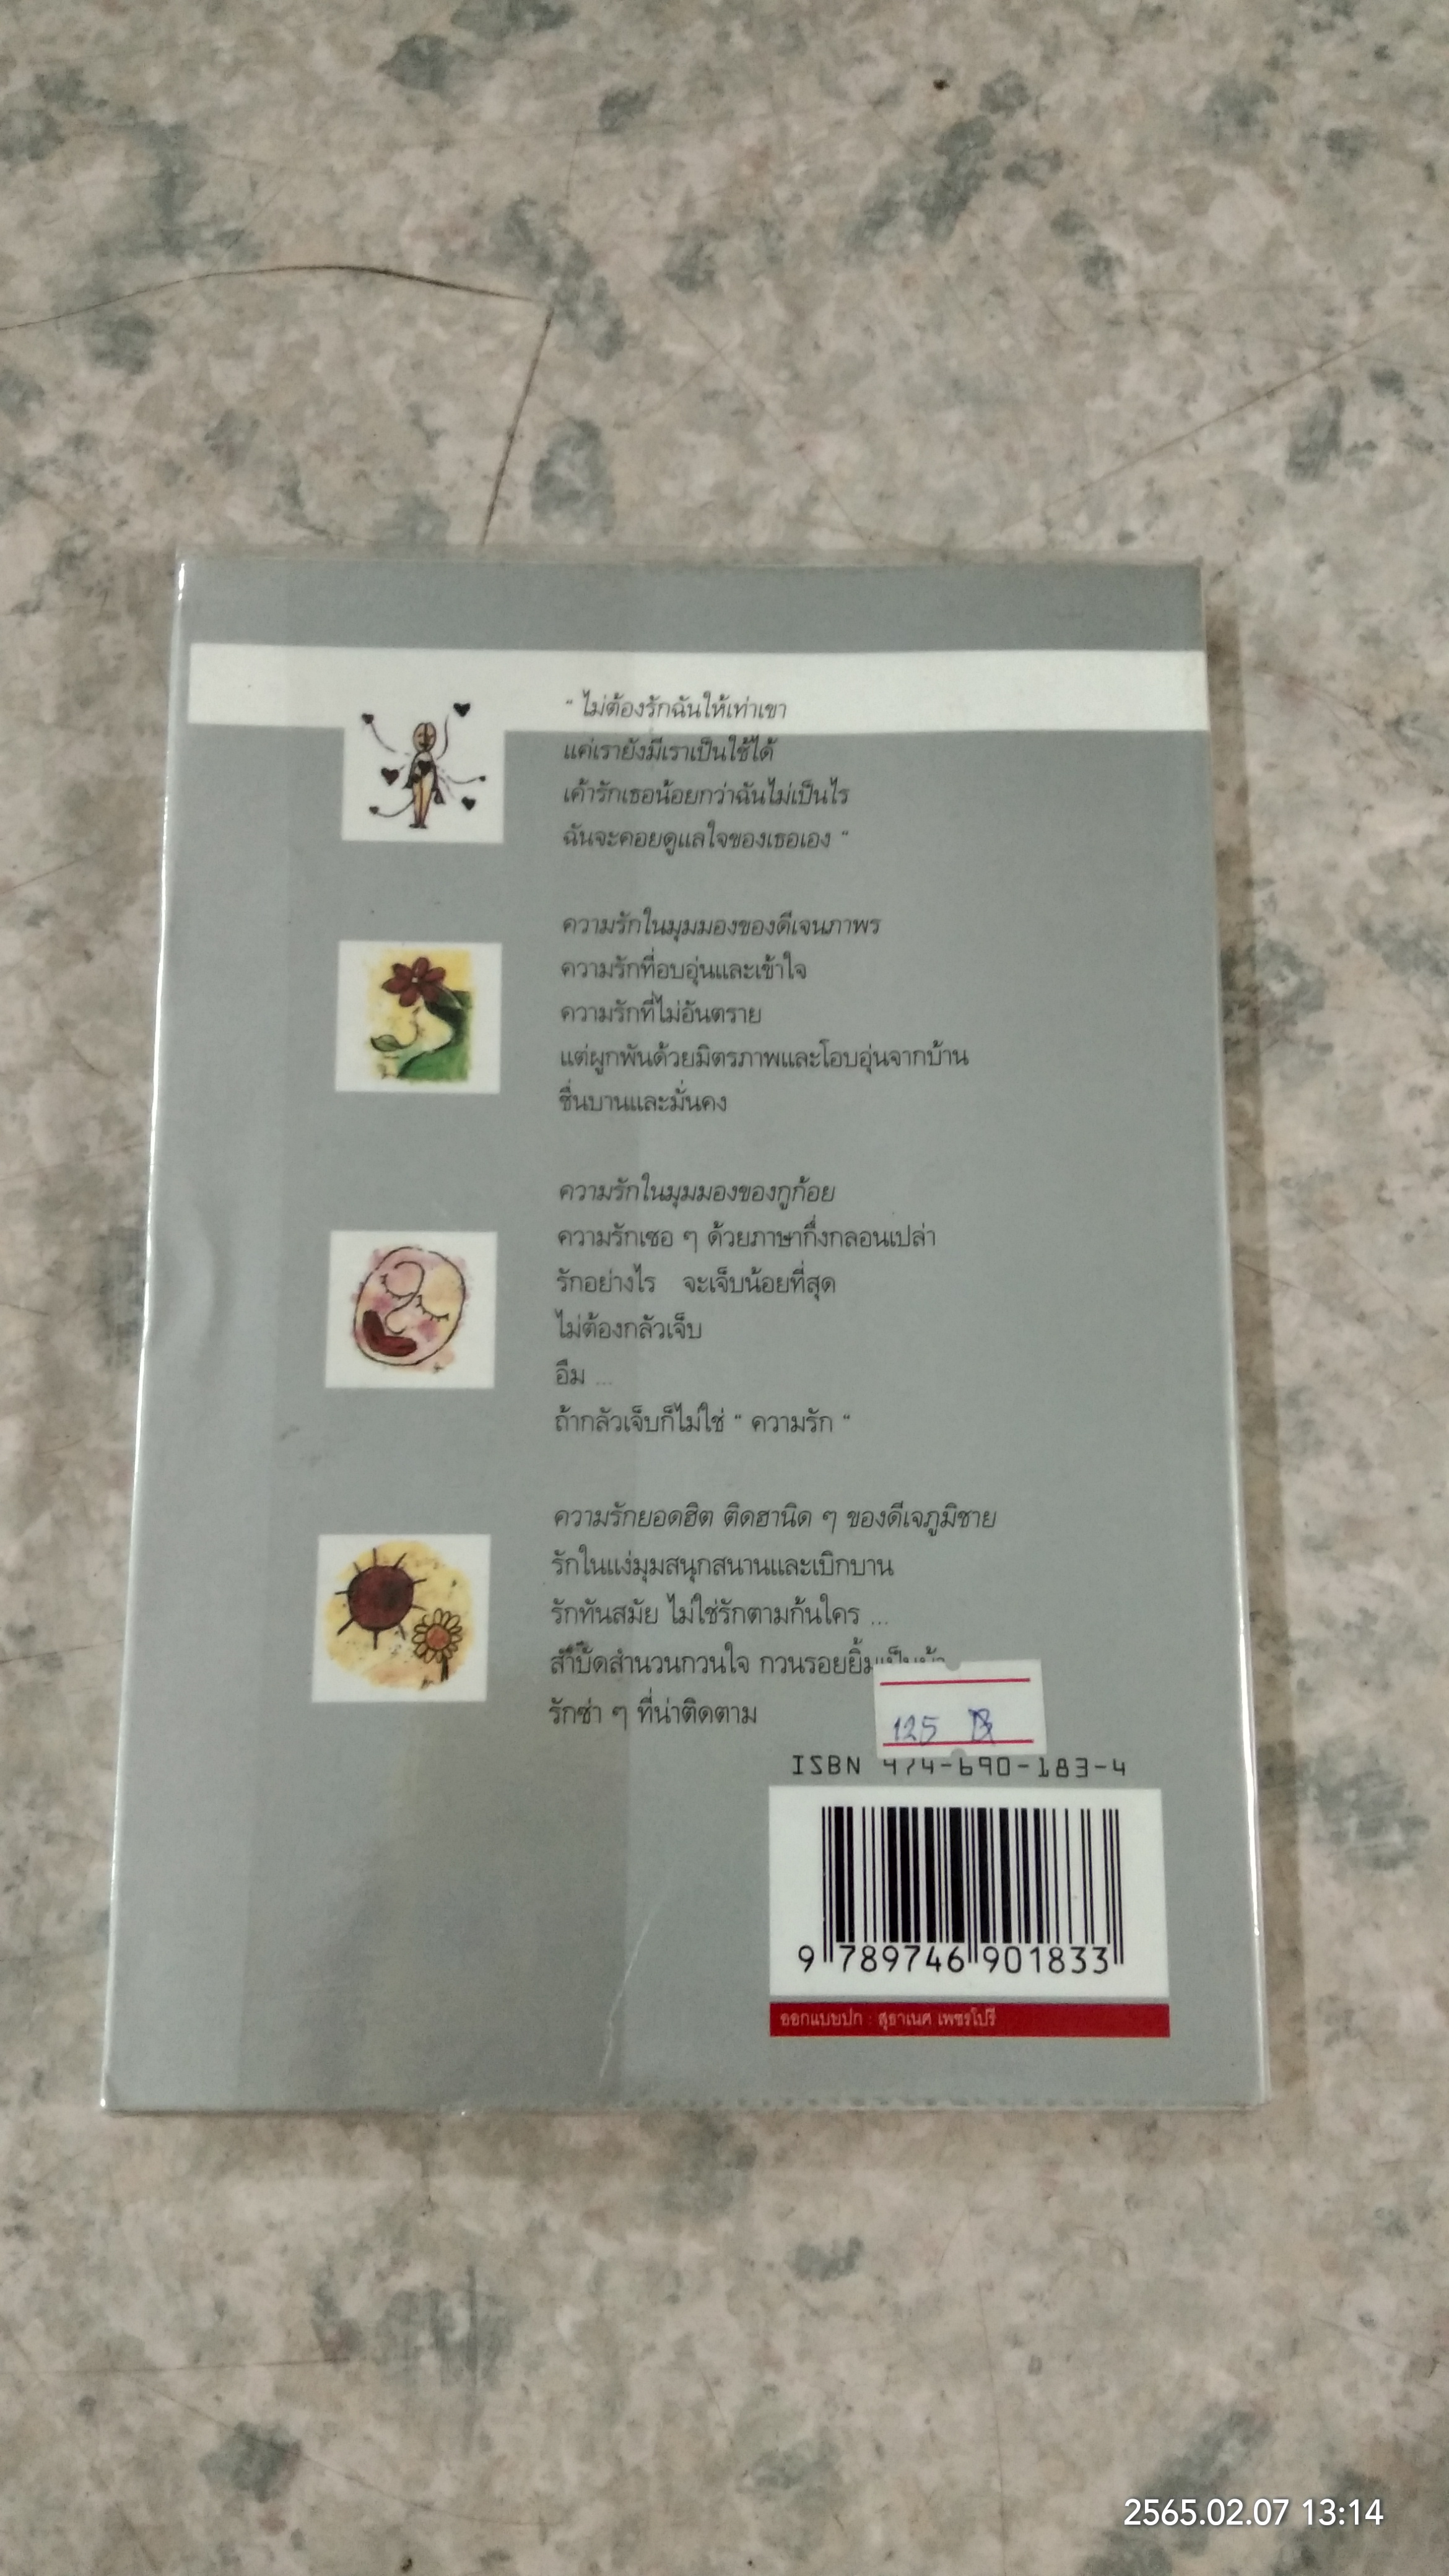 “ ไม่ต้องรักฉันให้เท่าเขา
แค่เรายังมีเราเป็นใช้ได้
เค้ารักเธอน้อยกว่าฉันไม่เป็นไร
ฉันจะคอยดูแลใจของเธอเอง “
ความรักในมุมมองของดีเจนภาพร
ความรักที่อบอุ่นและเข้าใจ
ความรักที่ไม่อันตราย
แต่ผูกพันด้วยมิตรภาพและโอบอุ่นจากบ้าน
ชื่นบานและมั่นคง
ความรักในมุมมองของกูก้อย
ความรักเซอ ๆ ด้วยภาษากึ่งกลอนเปล่า
รักอย่างไร จะเจ็บน้อยที่สุด
ไม่ต้องกลัวเจ็บ
อืม ...
ถ้ากลัวเจ็บก็ไม่ใช่ “ ความรัก “
ความรักยอดฮิต ติดฮานิด ๆ ของดีเจภูมิชาย
รักในแง่มุมสนุกสนานและเบิกบาน
รักทันสมัย ไม่ใช่รักตามก้นใคร ...
สำบัดสำนวนกวนใจ กวนรอยยิ้ม
รักซ่า ๆ ที่น่าติดตาม
125
ISBN 974-690-183-4
9 789746 901833
ออกแบบปก : สุธาเนศ เพชรโปรี
2565.02.07 13:14